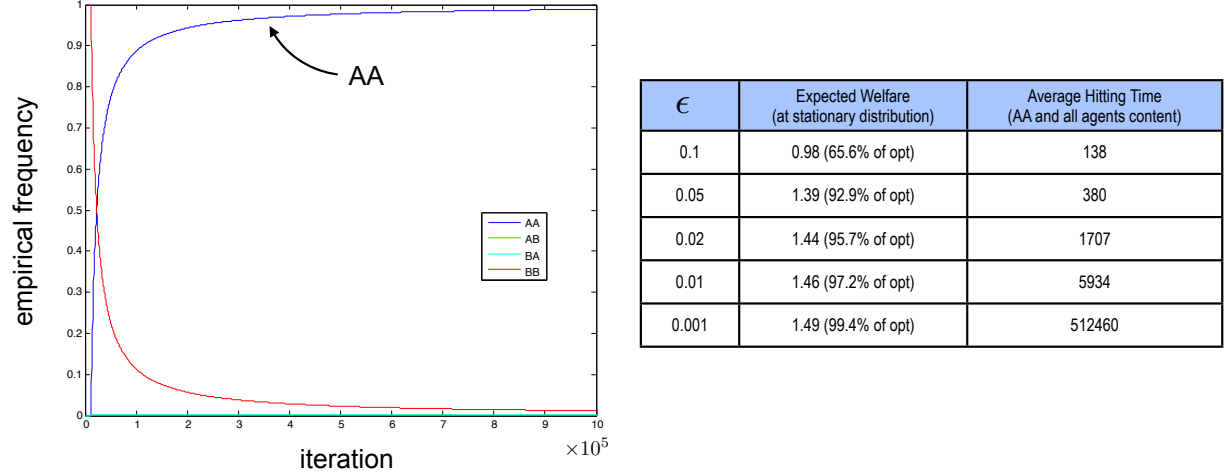 1
0.9
0.8
0.7
0.6
0.5
0.4
0.3
0.2
0.1
0
empirical frequency
AA
AA
AB
BA
BB
0 1 2 3 4 5 6 7 8 9 10
×10⁵
iteration
ϵ Expected Welfare (at stationary distribution) Average Hitting Time (AA and all agents content)
0.1 0.98 (65.6% of opt) 138
0.05 1.39 (92.9% of opt) 380
0.02 1.44 (95.7% of opt) 1707
0.01 1.46 (97.2% of opt) 5934
0.001 1.49 (99.4% of opt) 512460